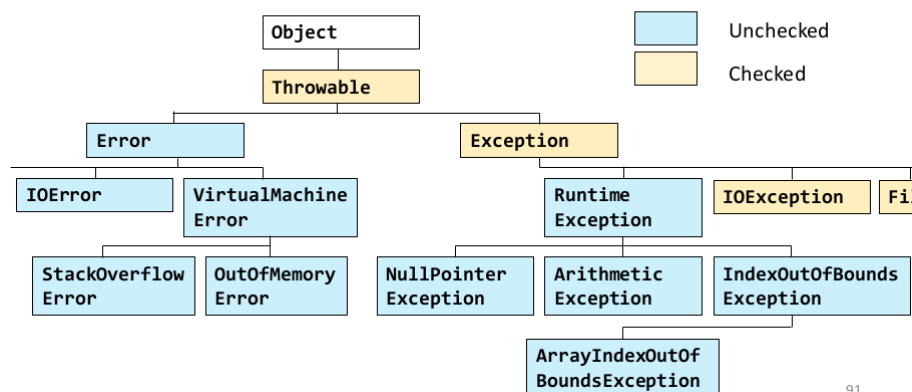 Object
Unchecked
Checked
Throwable
Error
Exception
IOError
VirtualMachine
Error
Runtime
Exception
IOException
StackOverflow
Error
OutOfMemory
Error
NullPointer
Exception
Arithmetic
Exception
IndexOutOfBounds
Exception
ArrayIndexOutOf
BoundsException
91